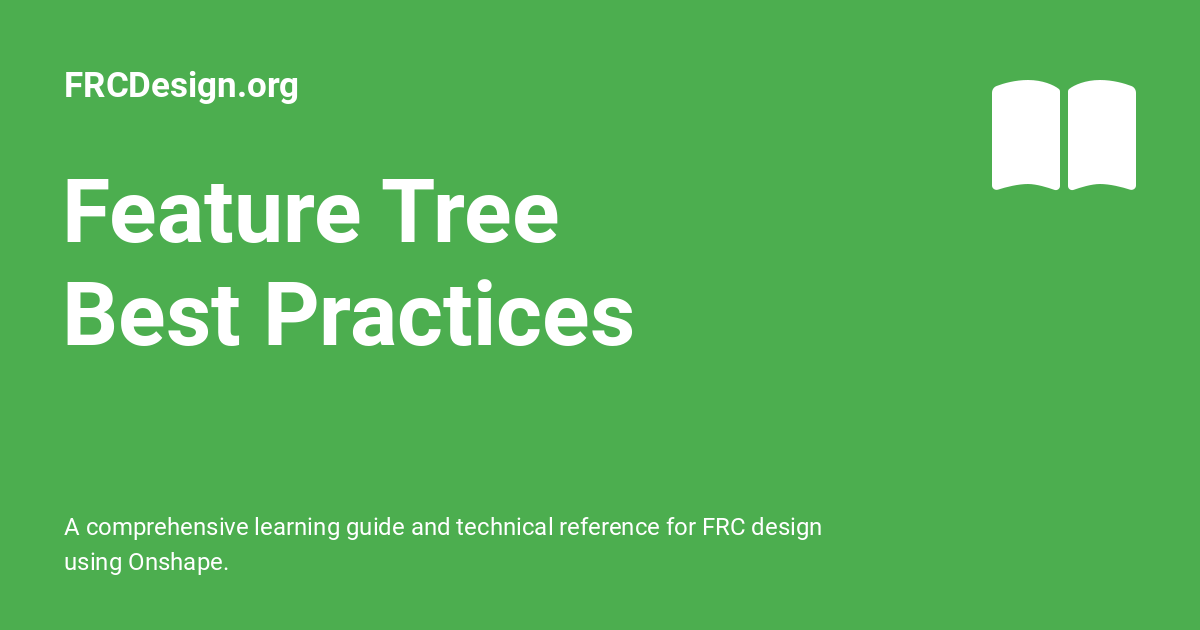 FRCDesign.org
Feature Tree
Best Practices
A comprehensive learning guide and technical reference for FRC design
using Onshape.